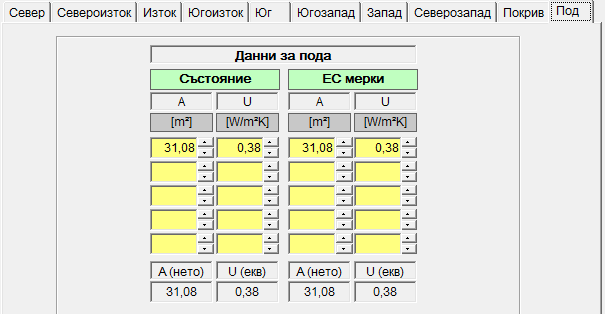 Север Североизток Изток Югоизток Юг Югозапад Запад Северозапад Покрив Под
Данни за пода
Състояние ЕС мерки
A U A U
[m²] [W/m²K] [m²] [W/m²K]
31,08 0,38 31,08 0,38
A (нето) U (екв) A (нето) U (екв)
31,08 0,38 31,08 0,38